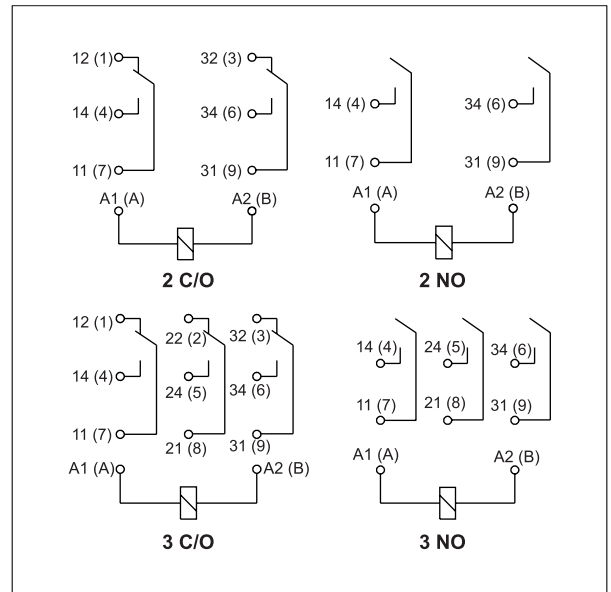 12 (1)
32 (3)
14 (4)
34 (6)
11 (7)
31 (9)
A1 (A)
A2 (B)
2 C/O
14 (4)
34 (6)
11 (7)
31 (9)
A1 (A)
A2 (B)
2 NO
12 (1)
22 (2)
32 (3)
14 (4)
24 (5)
34 (6)
11 (7)
21 (8)
31 (9)
A1 (A)
A2 (B)
3 C/O
14 (4)
24 (5)
34 (6)
11 (7)
21 (8)
31 (9)
A1 (A)
A2 (B)
3 NO